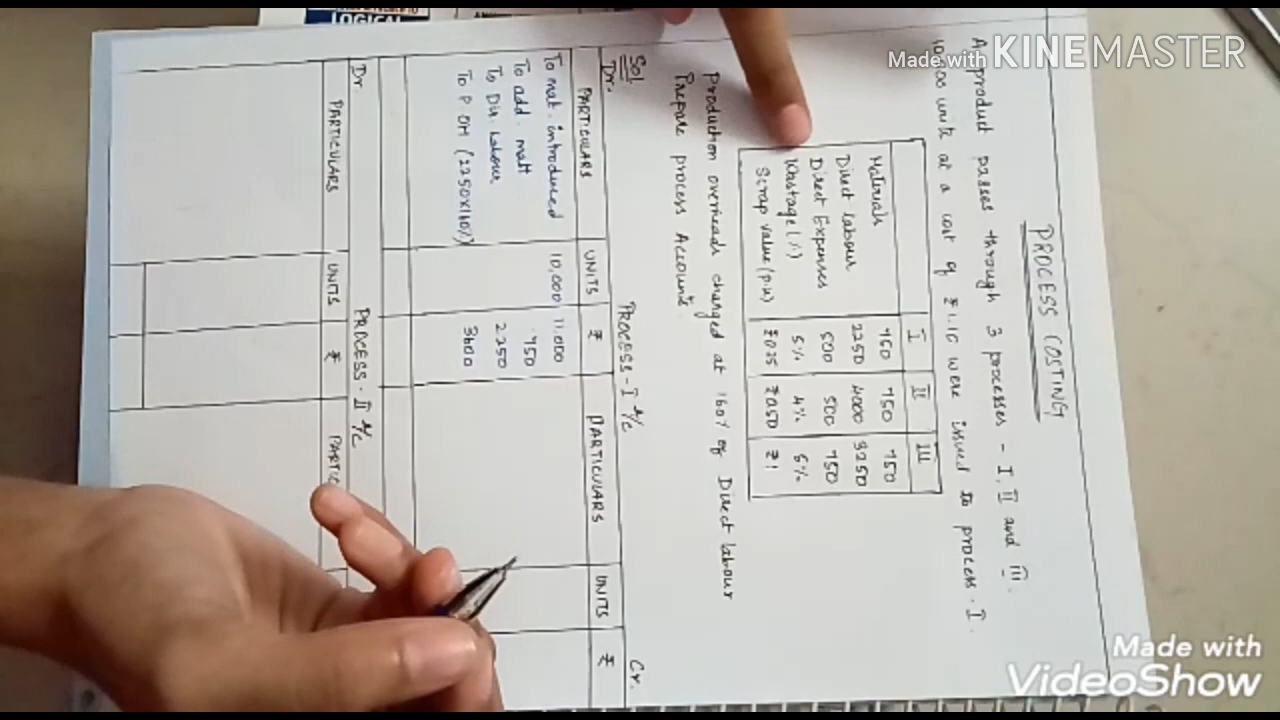 PROCESS COSTING
A product passes through 3 processes - I, II and III.
10,000 units at a cost of ₹ 1.10 were issued to process - I.
I II III
Materials 750 750 750
Direct labour 2250 4000 3250
Direct Expenses 500 500 750
Wastage (%) 5% 4% 5%
Scrap value (P.U) ₹0.25 ₹0.50 ₹1
Production overheads charged at 160% of Direct labour
Prepare process Accounts.
Sol.
Dr. PROCESS - I A/c Cr.
PARTICULARS UNITS ₹ PARTICULARS UNITS ₹
To mat. introduced 10,000 11,000
To add. matt 750
To Dir. Labour 2250
To P.OH (2250x160%) 3600
Dr. PROCESS - II A/c
PARTICULARS UNITS ₹ PARTIC
LOGICAL
Made with KINEMASTER
Made with
VideoShow